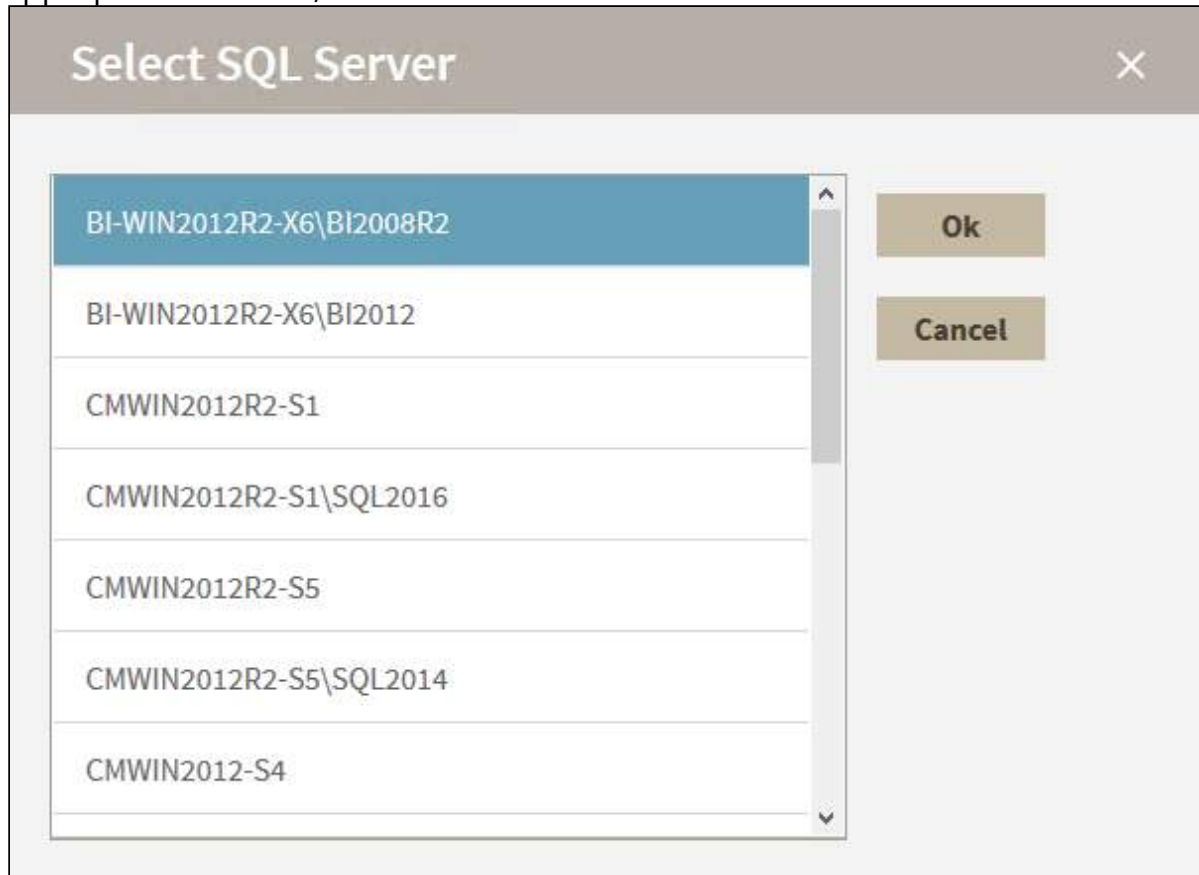 Select SQL Server
BI-WIN2012R2-X6\BI2008R2
Ok
BI-WIN2012R2-X6\BI2012
Cancel
CMWIN2012R2-S1
CMWIN2012R2-S1\SQL2016
CMWIN2012R2-S5
CMWIN2012R2-S5\SQL2014
CMWIN2012-S4